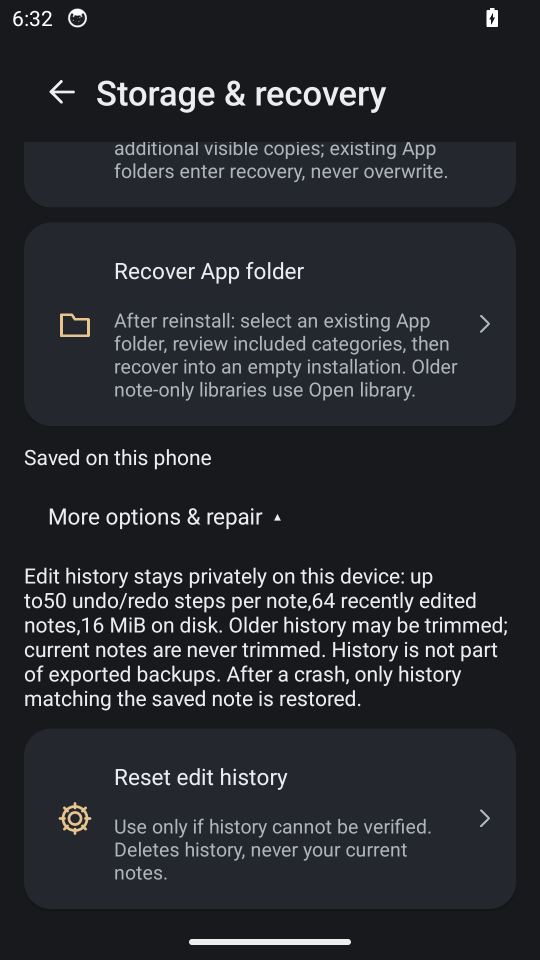 6:32
Storage & recovery
additional visible copies; existing App
folders enter recovery, never overwrite.
Recover App folder
After reinstall: select an existing App
folder, review included categories, then
recover into an empty installation. Older
note-only libraries use Open library.
Saved on this phone
More options & repair ▲
Edit history stays privately on this device: up
to50 undo/redo steps per note,64 recently edited
notes,16 MiB on disk. Older history may be trimmed;
current notes are never trimmed. History is not part
of exported backups. After a crash, only history
matching the saved note is restored.
Reset edit history
Use only if history cannot be verified.
Deletes history, never your current
notes.